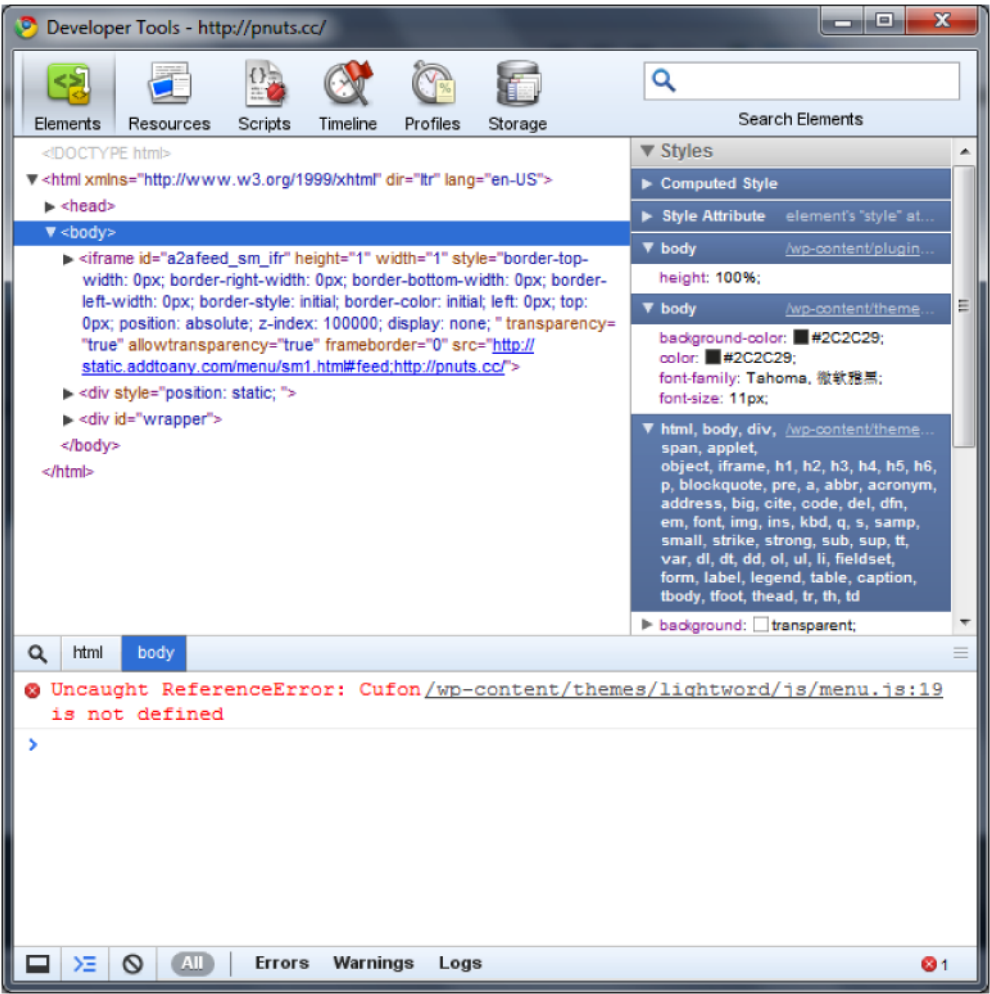 Developer Tools - http://pnuts.cc/
Elements Resources Scripts Timeline Profiles Storage
Search Elements
<!DOCTYPE html>
<html xmlns="http://www.w3.org/1999/xhtml" dir="ltr" lang="en-US">
<head>
<body>
<iframe id="a2afeed_sm_ifr" height="1" width="1" style="border-top-
width: 0px; border-right-width: 0px; border-bottom-width: 0px; border-
left-width: 0px; border-style: initial; border-color: initial; left: 0px; top:
0px; position: absolute; z-index: 100000; display: none; " transparency=
"true" allowtransparency="true" frameborder="0" src="http://
static.addtoany.com/menu/sm1.html#feed;http://pnuts.cc/">
<div style="position: static; ">
<div id="wrapper">
</body>
</html>
Styles
Computed Style
Style Attribute element's "style" at...
body /wp-content/plugin...
height: 100%;
body /wp-content/theme...
background-color: #2C2C29;
color: #2C2C29;
font-family: Tahoma, 微软雅黑;
font-size: 11px;
html, body, div, /wp-content/theme...
span, applet,
object, iframe, h1, h2, h3, h4, h5, h6,
p, blockquote, pre, a, abbr, acronym,
address, big, cite, code, del, dfn,
em, font, img, ins, kbd, q, s, samp,
small, strike, strong, sub, sup, tt,
var, dl, dt, dd, ol, ul, li, fieldset,
form, label, legend, table, caption,
tbody, tfoot, thead, tr, th, td
background: transparent;
html body
Uncaught ReferenceError: Cufon /wp-content/themes/lightword/js/menu.js:19
is not defined
All Errors Warnings Logs 1